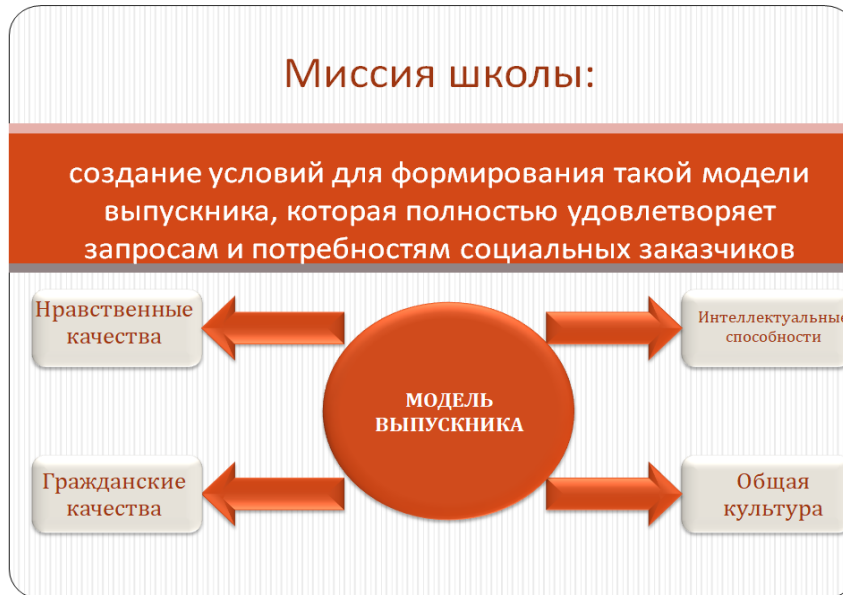 Миссия школы:
создание условий для формирования такой модели
выпускника, которая полностью удовлетворяет
запросам и потребностям социальных заказчиков
Нравственные
качества
Интеллектуальные
способности
МОДЕЛЬ
ВЫПУСКНИКА
Гражданские
качества
Общая
культура